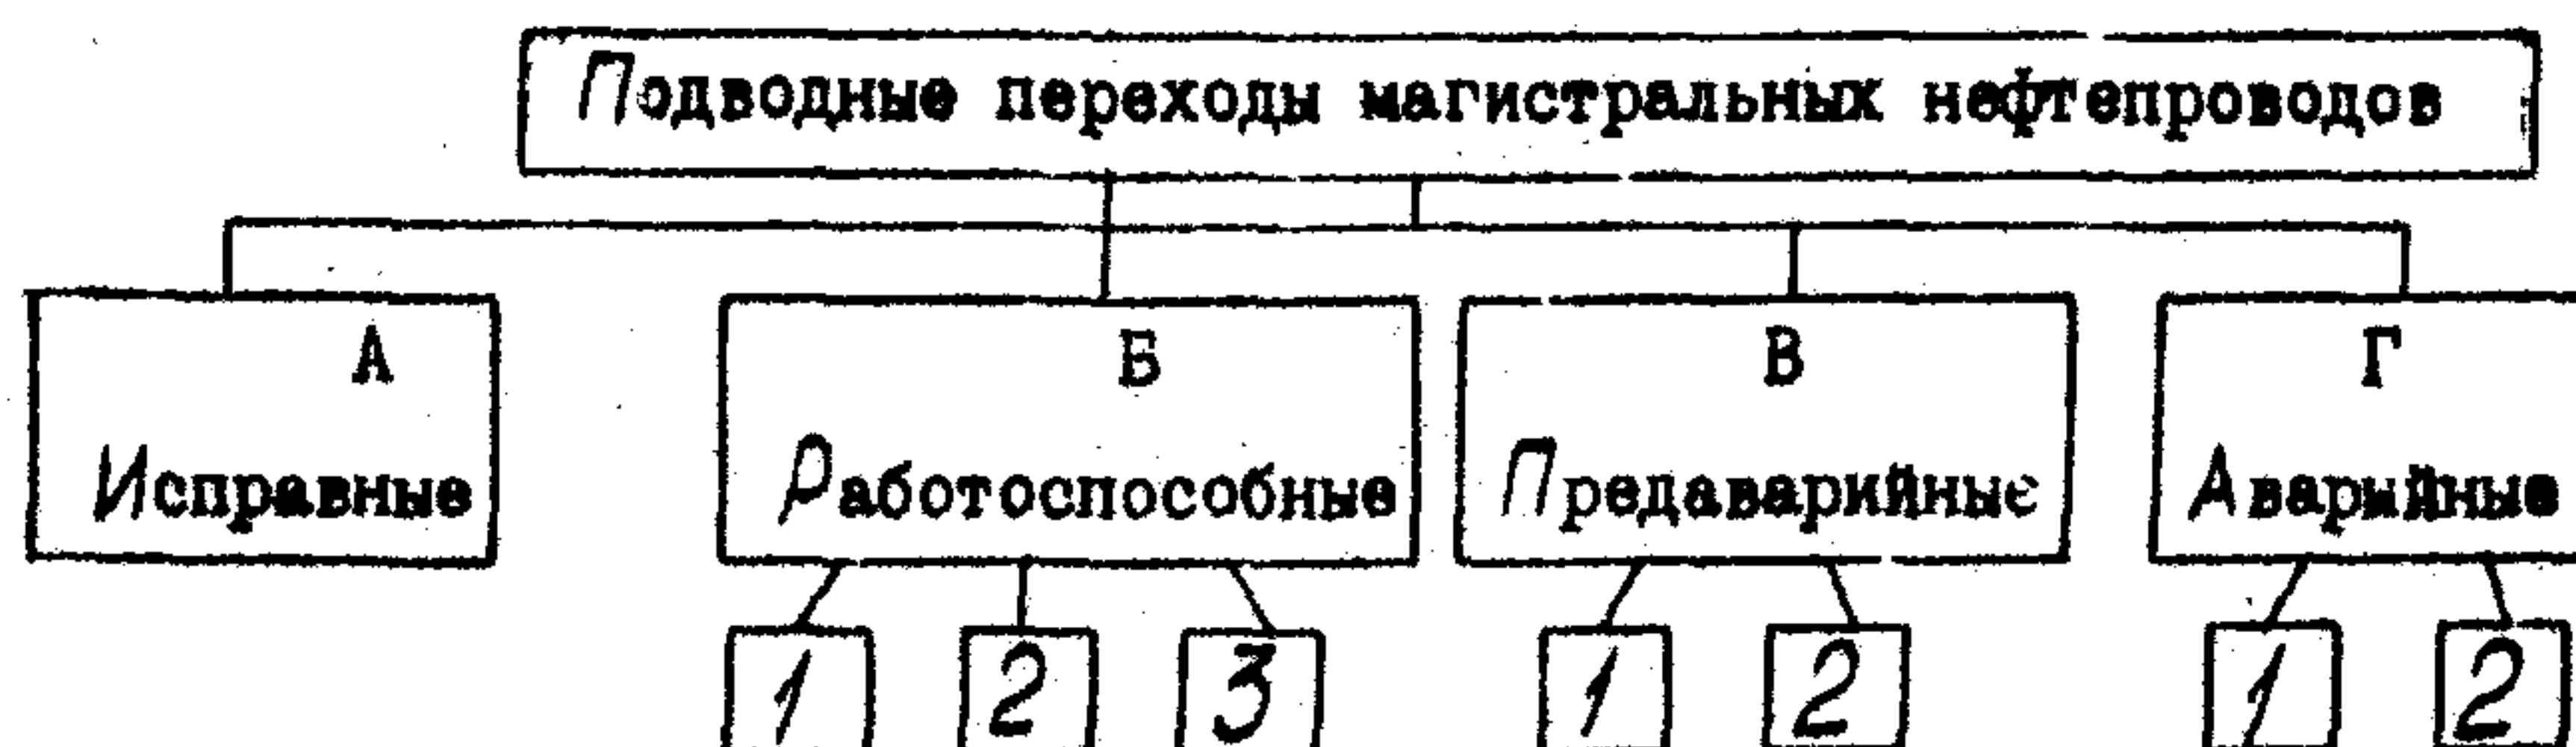 Подводные переходы магистральных нефтепроводов
А Б В Г
Исправные Работоспособные Предаварийные Аварийные
1 2 3 1 2 1 2